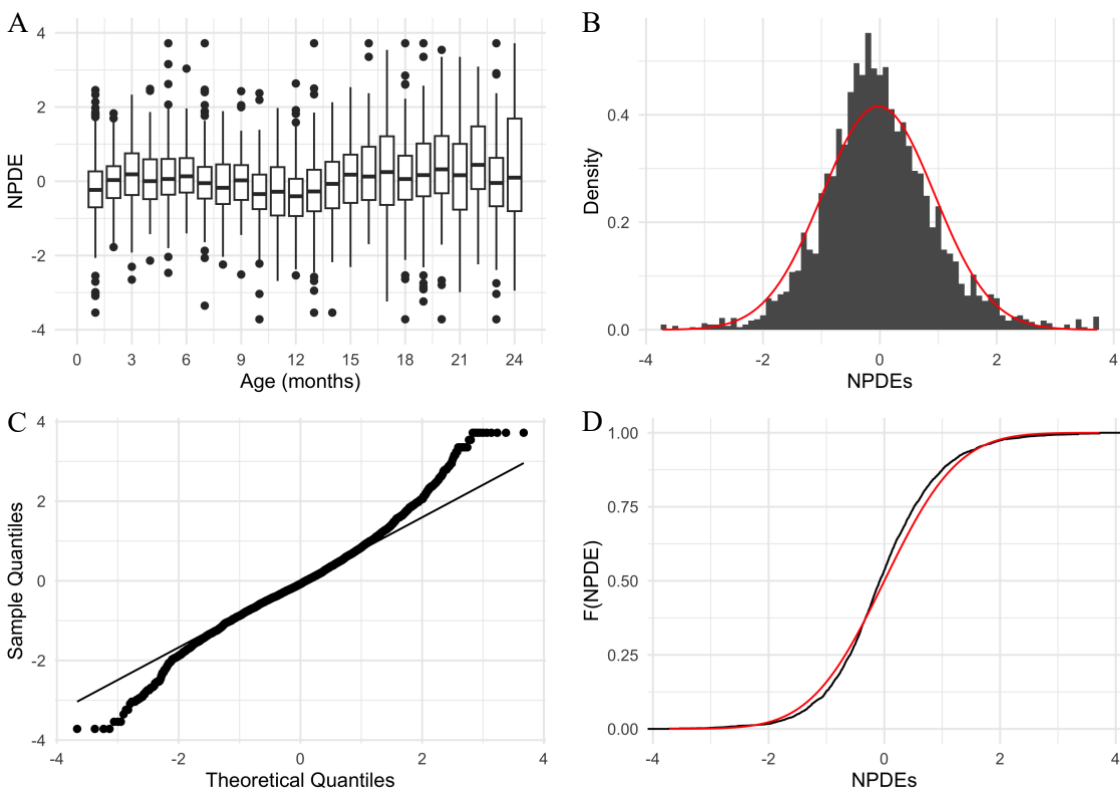 A
4
2
0
-2
-4
NPDE
0 3 6 9 12 15 18 21 24
Age (months)
B
0.4
0.2
0.0
Density
-4 -2 0 2 4
NPDEs
C
4
2
0
-2
-4
Sample Quantiles
-4 -2 0 2 4
Theoretical Quantiles
D
1.00
0.75
0.50
0.25
0.00
F(NPDE)
-4 -2 0 2 4
NPDEs